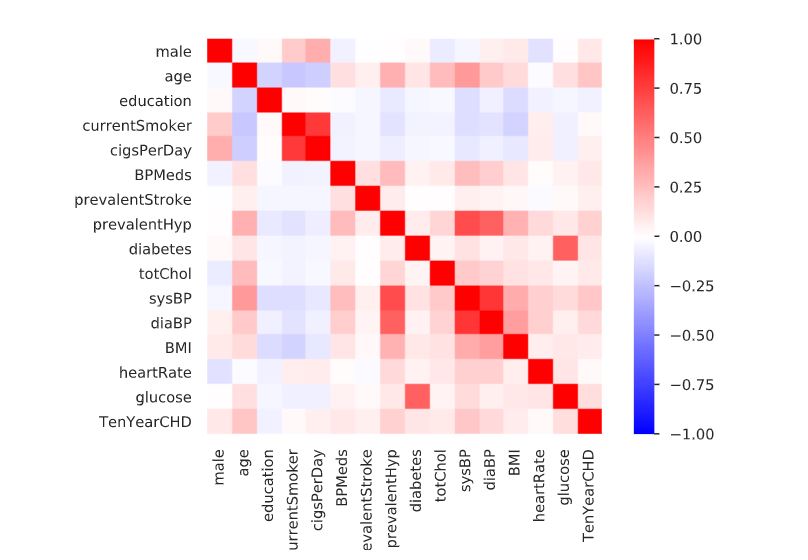 male
age
education
currentSmoker
cigsPerDay
BPMeds
prevalentStroke
prevalentHyp
diabetes
totChol
sysBP
diaBP
BMI
heartRate
glucose
TenYearCHD
1.00
0.75
0.50
0.25
0.00
−0.25
−0.50
−0.75
−1.00
male
age
education
urrentSmoker
cigsPerDay
BPMeds
evalentStroke
prevalentHyp
diabetes
totChol
sysBP
diaBP
BMI
heartRate
glucose
TenYearCHD